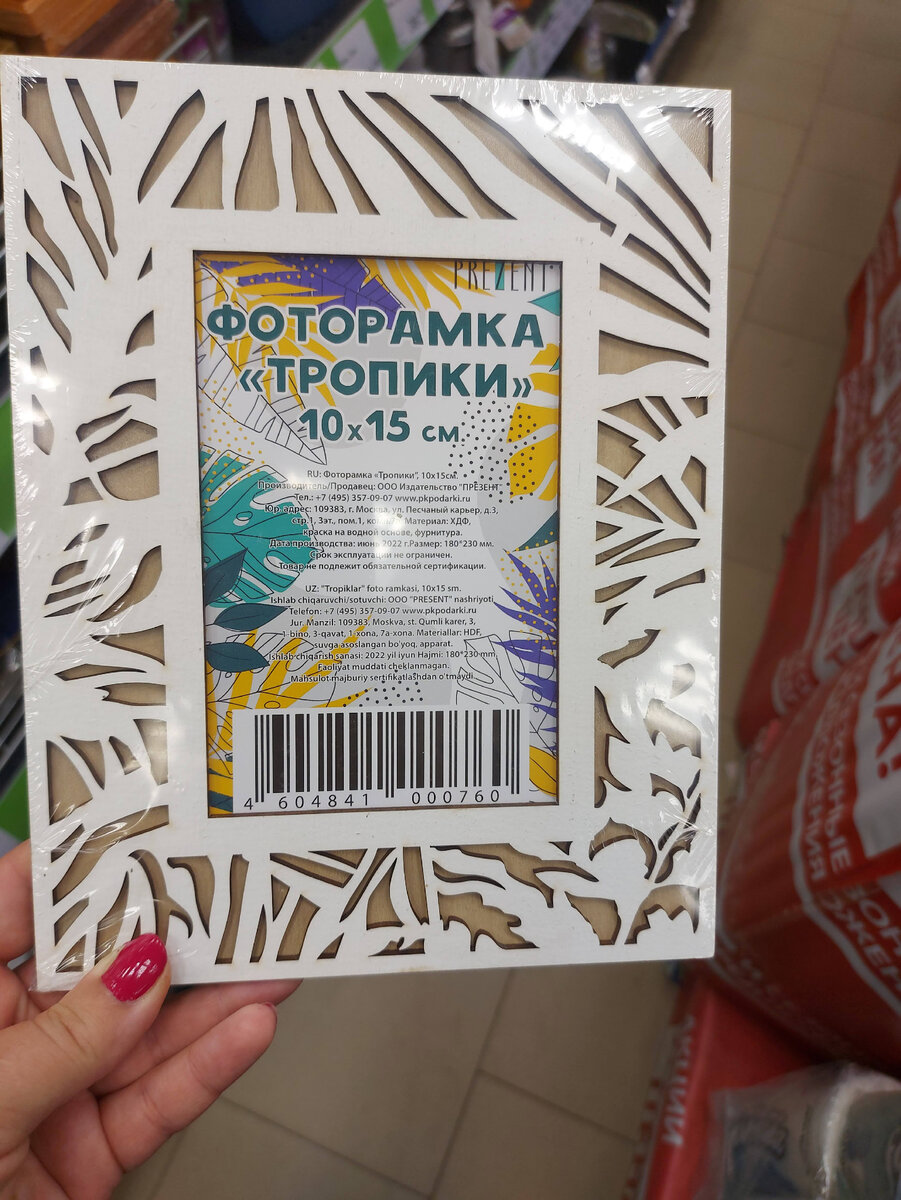 PREZENT
ФОТОРАМКА
«ТРОПИКИ»
10х15 см
RU: Фоторамка «Тропики", 10х15см.
Производитель/Продавец: ООО Издательство "ПРЕЗЕНТ"
Тел.: +7 (495) 357-09-07 www.pkpodarki.ru
Юр. адрес: 109383, г. Москва, ул. Песчаный карьер, д.3,
стр.1, 3эт., пом.1, Материал: ХДФ,
краска на водной основе, фурнитура.
Дата производства: июнь 2022 г.Размер: 180*230 мм.
Срок эксплуатации не ограничен.
Товар не подлежит обязательной сертификации.
UZ: "Tropiklar" foto ramkasi, 10x15 sm.
Ishlab chiqaruvchi/sotuvchi: ООО "PRESENT" nashriyoti
Telefon: +7 (495) 357-09-07 www.pkpodarki.ru
Jur. Manzil: 109383, Moskva, st. Qumli karer, 3,
1-bino, 3-qavat, 1-xona, 7a-xona. Materiallar: HDF,
suvga asoslangan bo'yoq, apparat.
Ishlab chiqarish sanasi: 2022 yil iyun Hajmi: 180*230 mm
Faoliyat muddati cheklanmagan.
Mahsulot majburiy sertifikatlashdan o'tmaydi
4 604841 000760